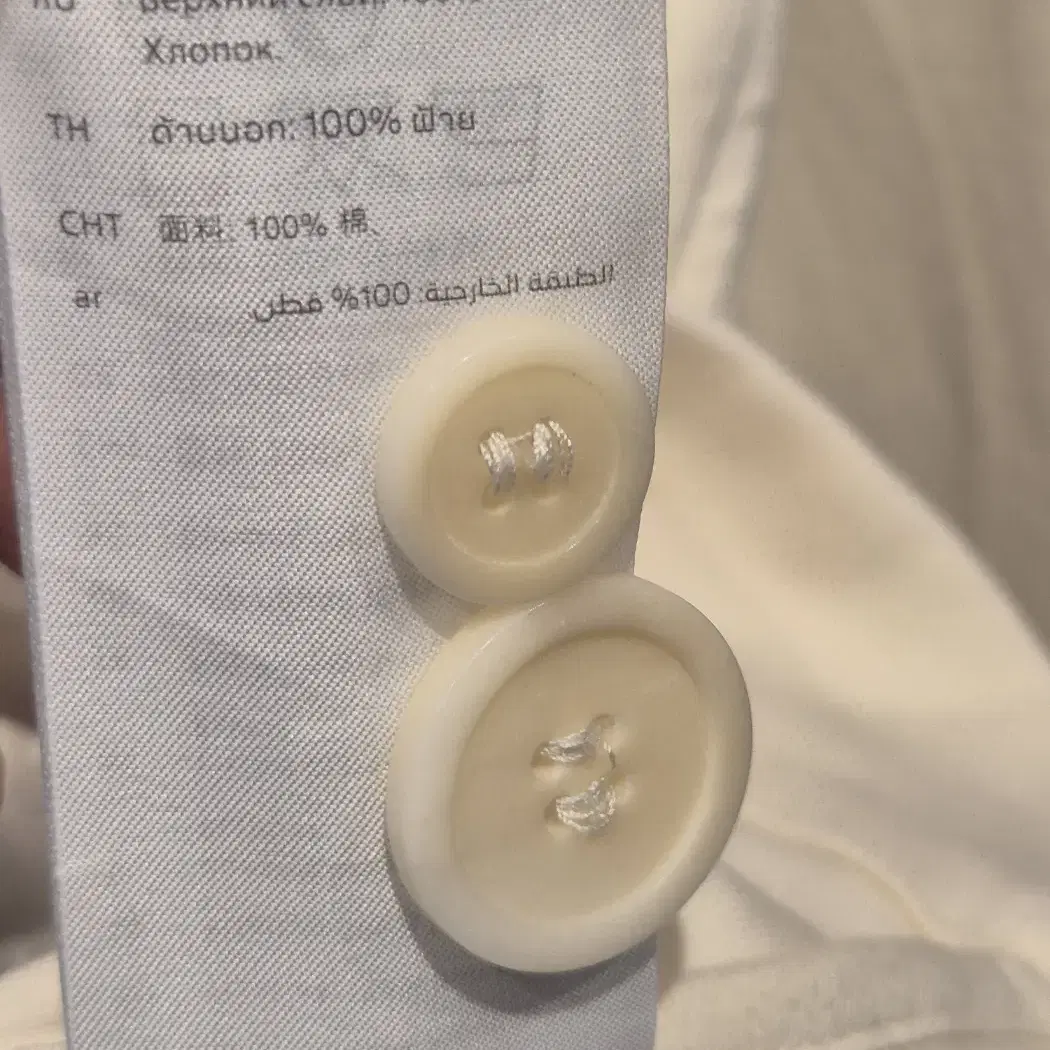 Хлопок.
TH ด้านนอก: 100% ฝ้าย
CHT 面料: 100% 棉
ar الطبقة الخارجية: 100% قطن